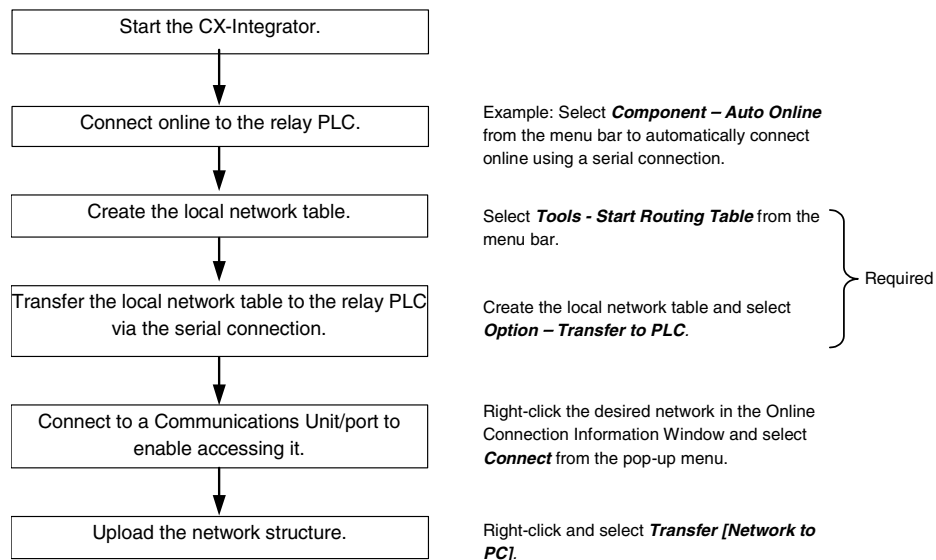 Start the CX-Integrator.
Connect online to the relay PLC.
Example: Select Component – Auto Online
from the menu bar to automatically connect
online using a serial connection.
Create the local network table.
Select Tools - Start Routing Table from the
menu bar.
Required
Transfer the local network table to the relay PLC
via the serial connection.
Create the local network table and select
Option – Transfer to PLC.
Connect to a Communications Unit/port to
enable accessing it.
Right-click the desired network in the Online
Connection Information Window and select
Connect from the pop-up menu.
Upload the network structure.
Right-click and select Transfer [Network to
PC].